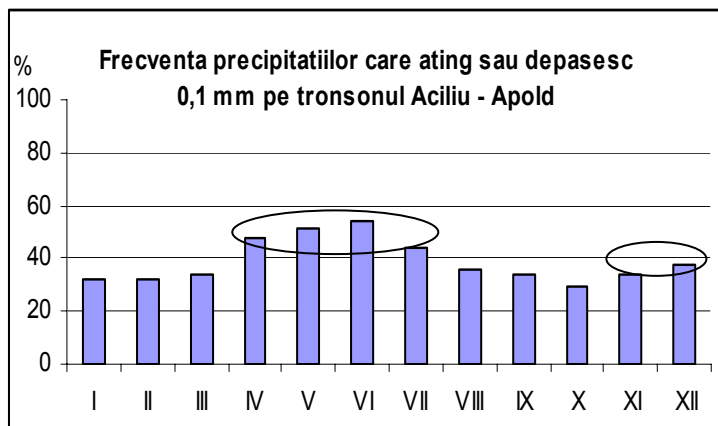 Frecventa precipitatiilor care ating sau depasesc
0,1 mm pe tronsonul Aciliu - Apold
%
100
80
60
40
20
0
I II III IV V VI VII VIII IX X XI XII